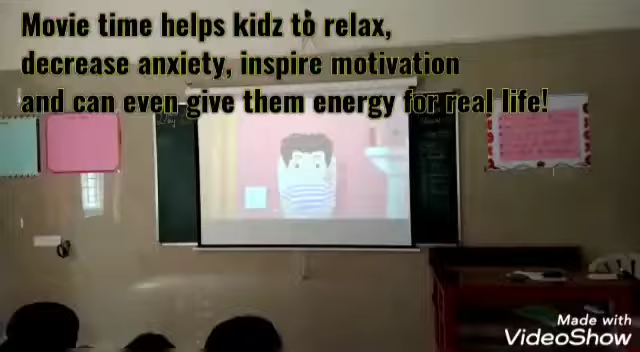 Movie time helps kidz to relax,
decrease anxiety, inspire motivation
and can even give them energy for real life!
Made with
VideoShow